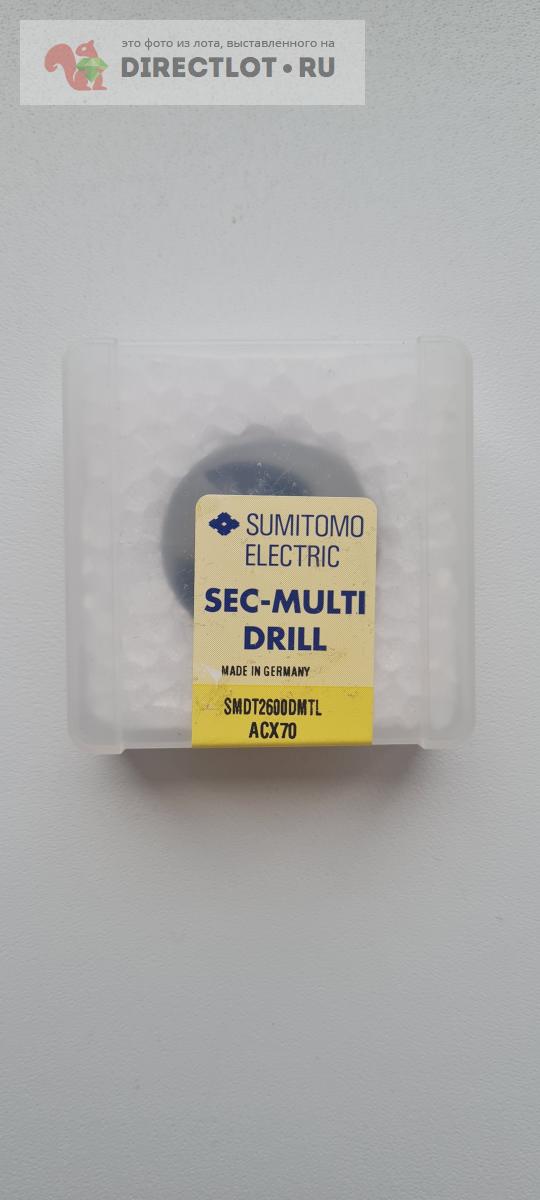 это фото из лота, выставленного на
DIRECTLOT•RU
SUMITOMO
ELECTRIC
SEC-MULTI
DRILL
MADE IN GERMANY
SMDT2600DMTL
ACX70